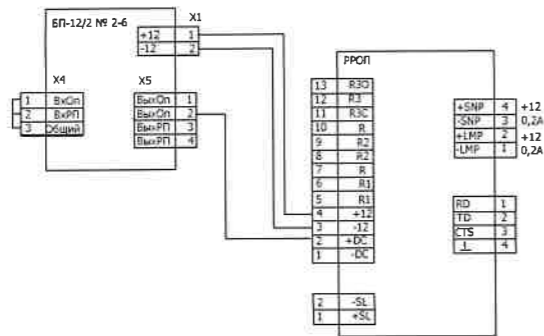 БП-12/2 № 2-6
X1
+12 1
-12 2
X4
1 ВхОп
2 ВхРП
3 Общий
X5
ВыхОп 1
ВыхОп 2
ВыхРП 3
ВыхРП 4
РРОП
13 R3O
12 R3
11 R3C
10 R
9 R2
8 R2
7 R
6 R1
5 R1
4 +12
3 -12
2 +DC
1 -DC
2 -SL
1 +SL
+SNP 4 +12
-SNP 3 0,2A
+LMP 2 +12
-LMP 1 0,2A
RD 1
TD 2
CTS 3
⊥ 4